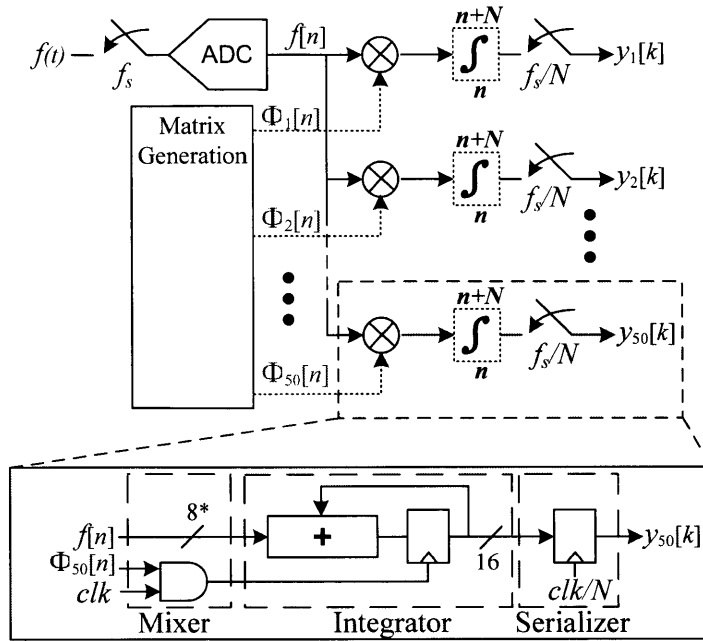 f(t)
f_s
ADC
f[n]
n+N
∫
n
f_s/N
y_1[k]
Matrix
Generation
Φ_1[n]
n+N
∫
n
f_s/N
y_2[k]
Φ_2[n]
n+N
∫
n
f_s/N
y_50[k]
Φ_50[n]
f[n]
8*
+
16
y_50[k]
Φ_50[n]
clk
clk/N
Mixer
Integrator
Serializer